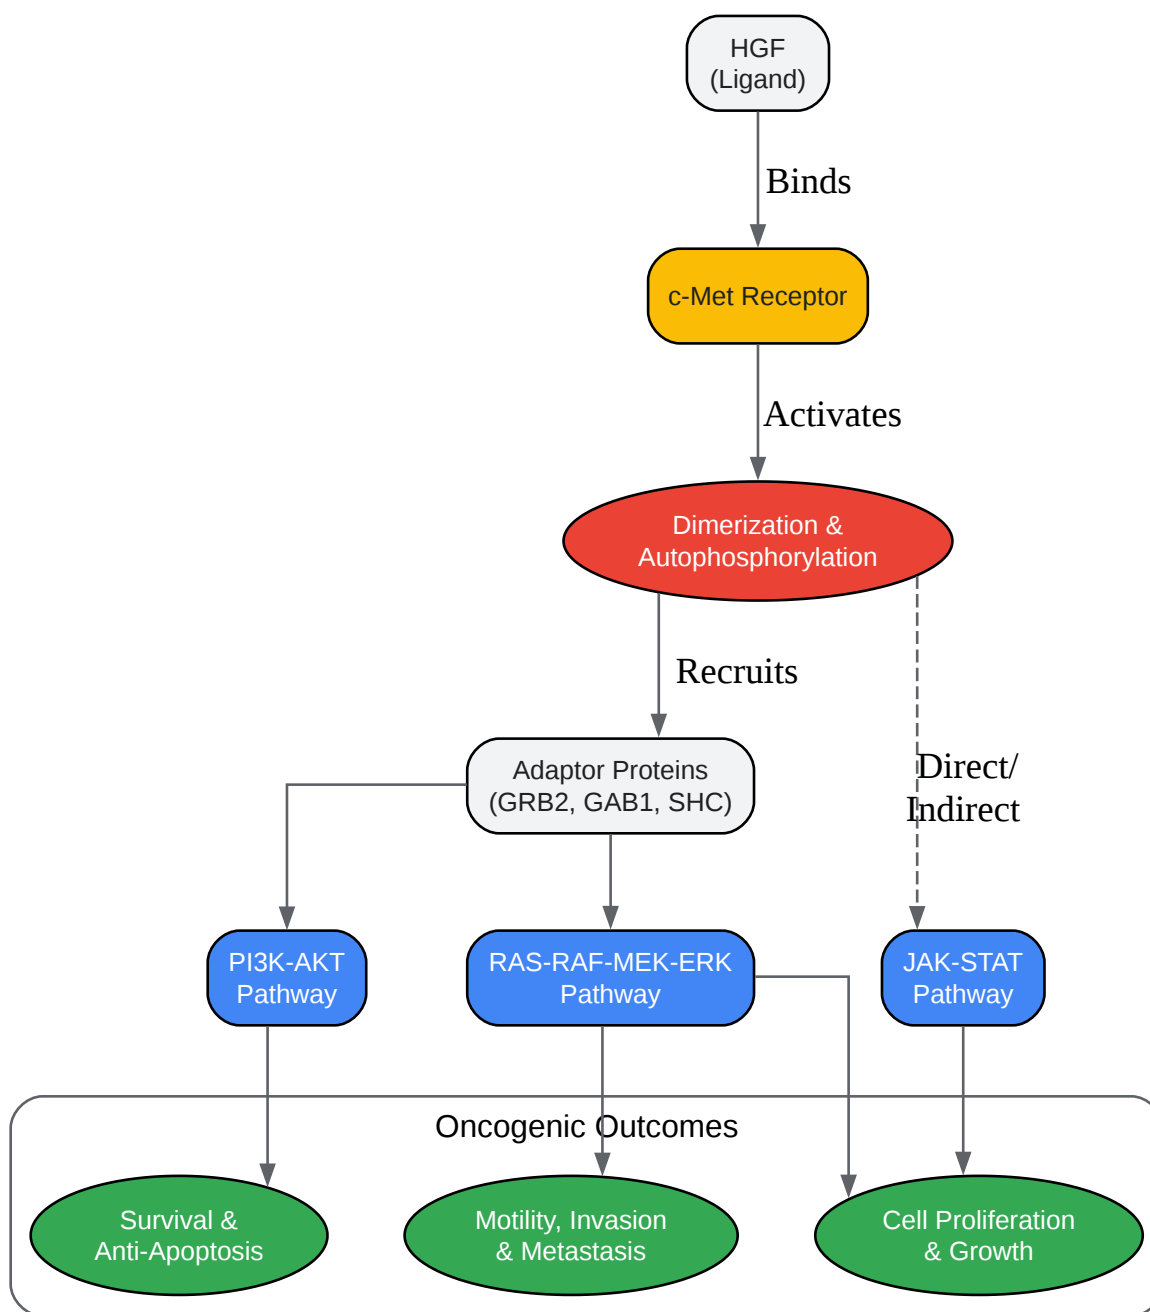 HGF
(Ligand)
Binds
c-Met Receptor
Activates
Dimerization &
Autophosphorylation
Recruits
Adaptor Proteins
(GRB2, GAB1, SHC)
Direct/
Indirect
PI3K-AKT
Pathway
RAS-RAF-MEK-ERK
Pathway
JAK-STAT
Pathway
Oncogenic Outcomes
Survival &
Anti-Apoptosis
Motility, Invasion
& Metastasis
Cell Proliferation
& Growth